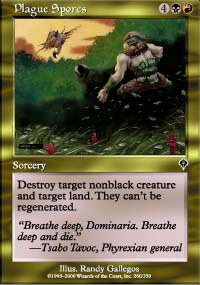 Plague Spores 4
Sorcery
Destroy target nonblack creature
and target land. They can't be
regenerated.
"Breathe deep, Dominaria. Breathe
deep and die."
—Tsabo Tavoc, Phyrexian general
Illus. Randy Gallegos
©1993-2000 Wizards of the Coast, Inc. 260/350